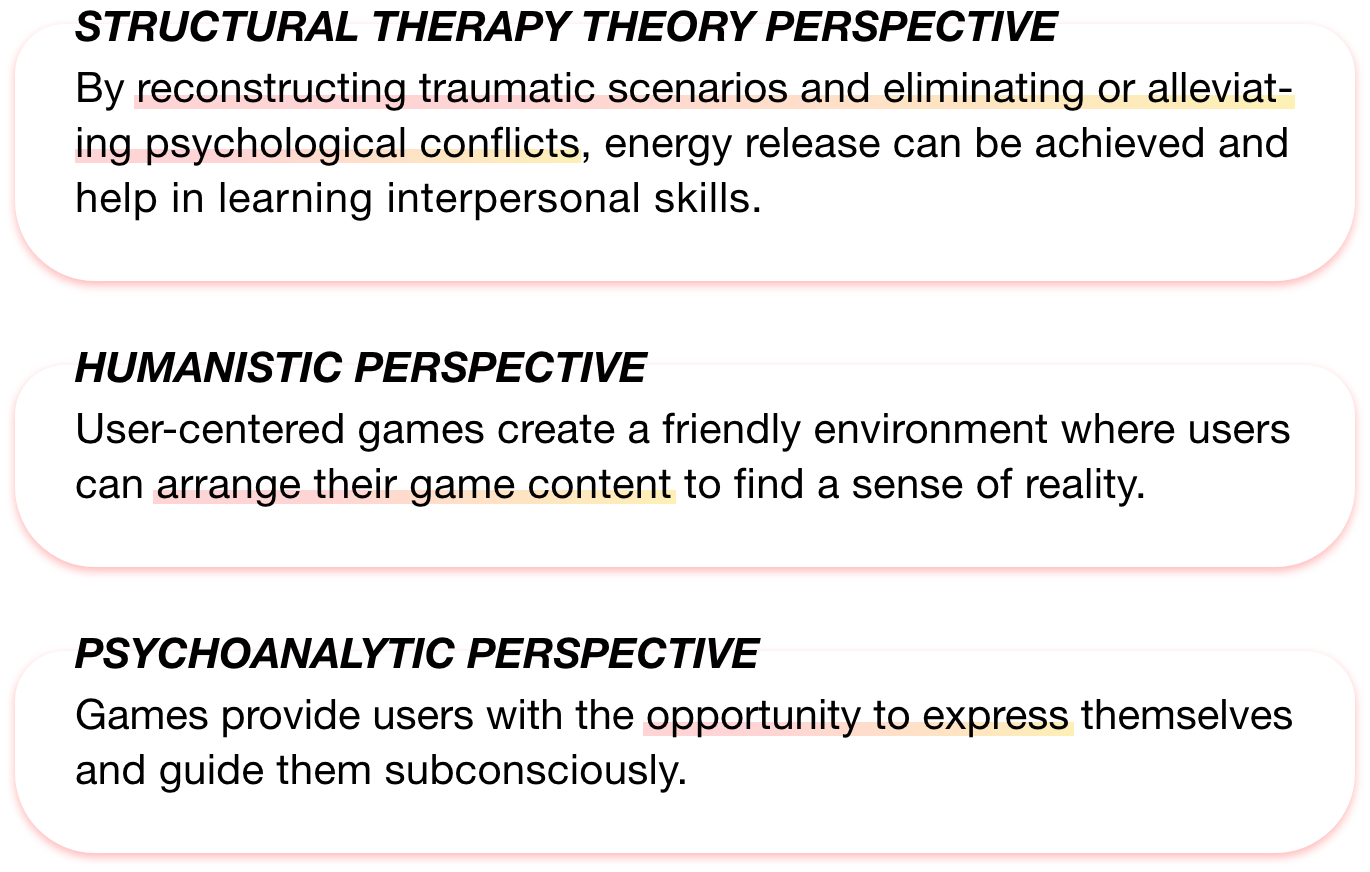 STRUCTURAL THERAPY THEORY PERSPECTIVE
By reconstructing traumatic scenarios and eliminating or alleviat-
ing psychological conflicts, energy release can be achieved and
help in learning interpersonal skills.
HUMANISTIC PERSPECTIVE
User-centered games create a friendly environment where users
can arrange their game content to find a sense of reality.
PSYCHOANALYTIC PERSPECTIVE
Games provide users with the opportunity to express themselves
and guide them subconsciously.